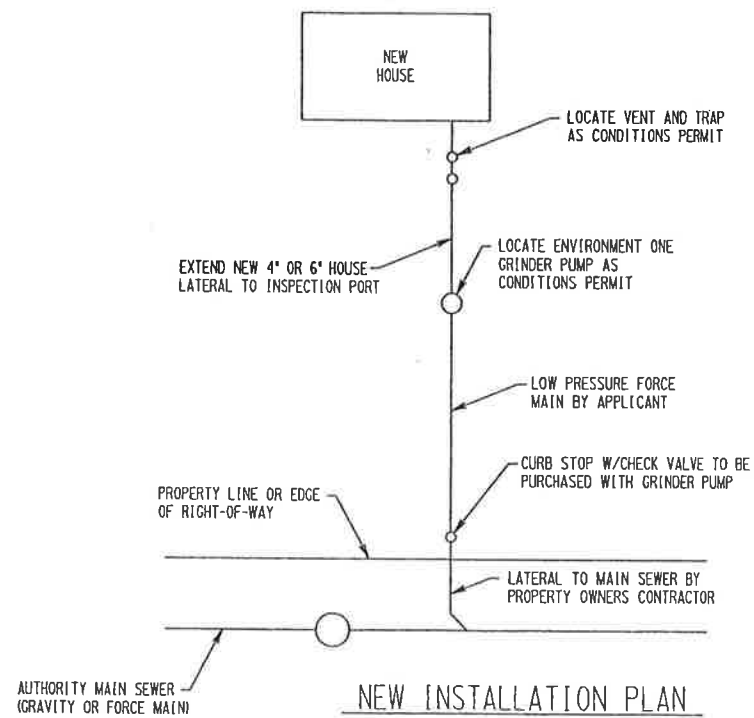 NEW
HOUSE
LOCATE VENT AND TRAP
AS CONDITIONS PERMIT
LOCATE ENVIRONMENT ONE
GRINDER PUMP AS
CONDITIONS PERMIT
EXTEND NEW 4" OR 6" HOUSE
LATERAL TO INSPECTION PORT
LOW PRESSURE FORCE
MAIN BY APPLICANT
CURB STOP W/CHECK VALVE TO BE
PURCHASED WITH GRINDER PUMP
PROPERTY LINE OR EDGE
OF RIGHT-OF-WAY
LATERAL TO MAIN SEWER BY
PROPERTY OWNERS CONTRACTOR
AUTHORITY MAIN SEWER
(GRAVITY OR FORCE MAIN)
NEW INSTALLATION PLAN